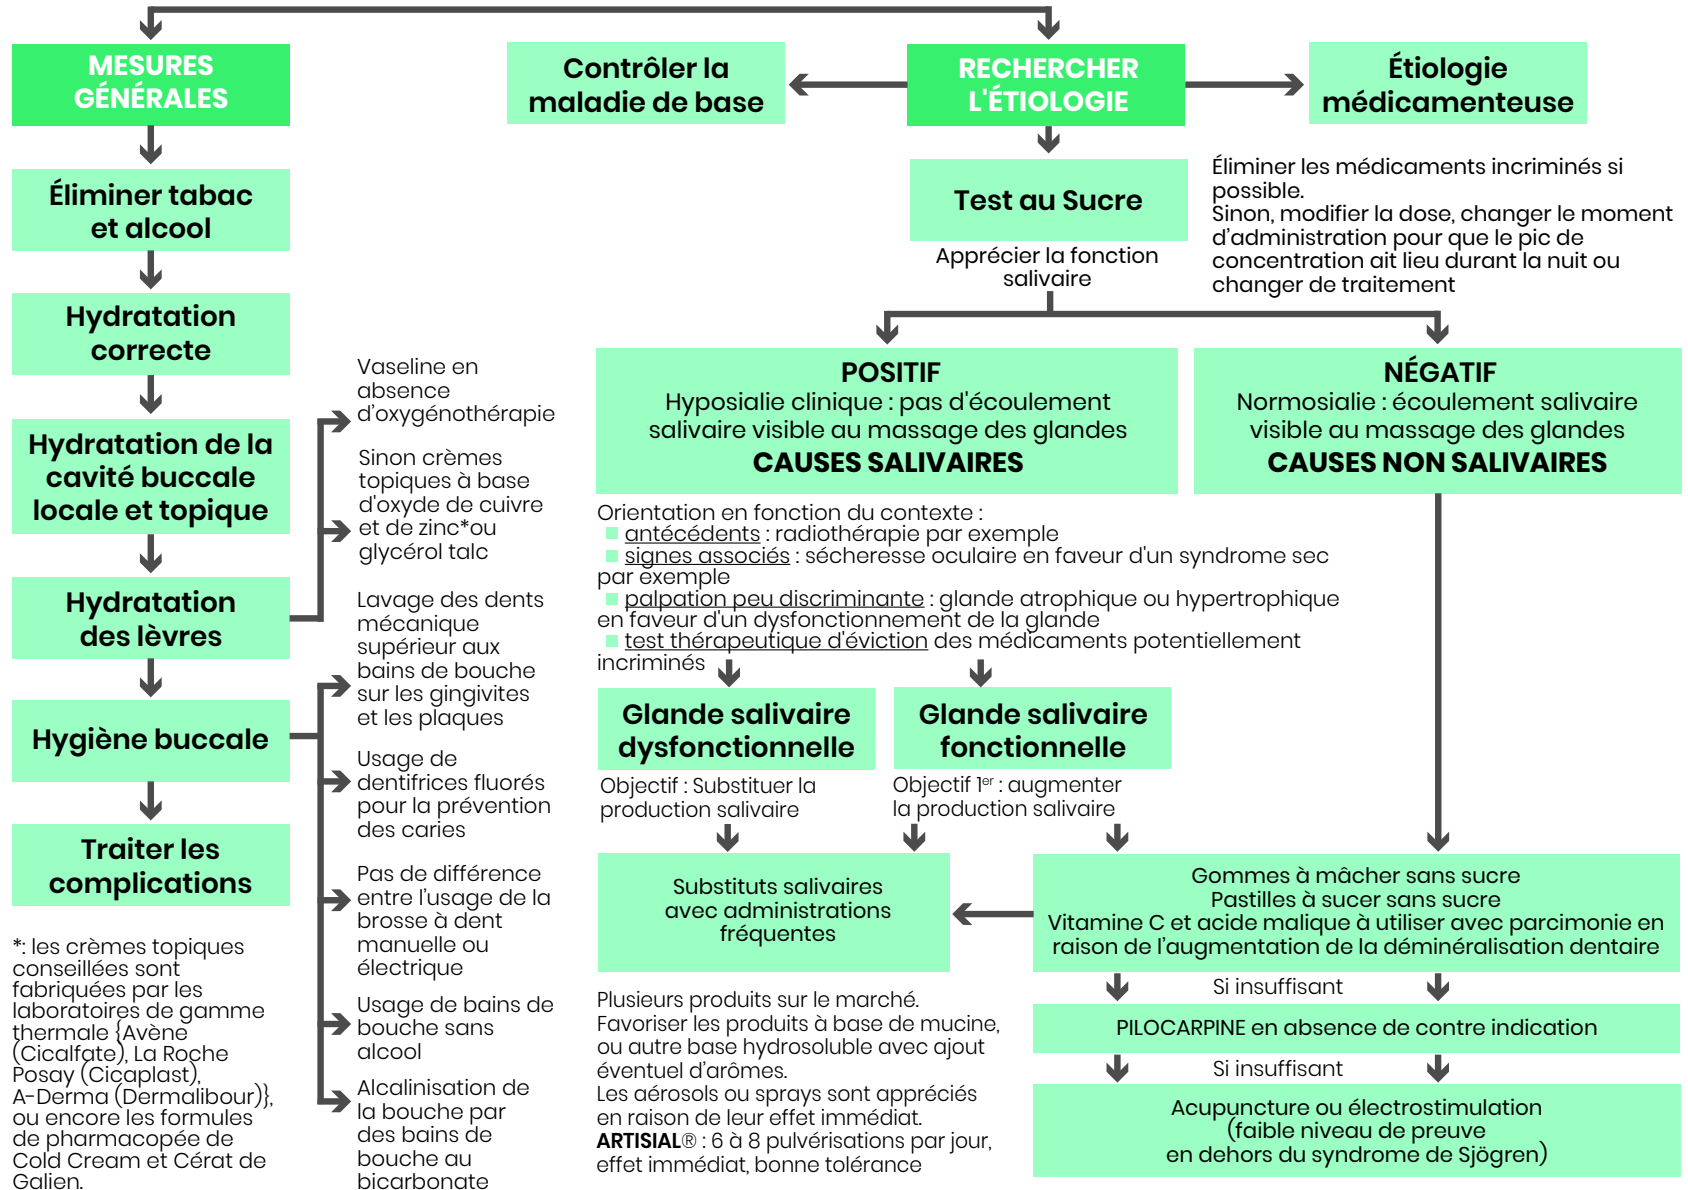 MESURES
GÉNÉRALES
Éliminer tabac
et alcool
Hydratation
correcte
Hydratation de la
cavité buccale
locale et topique
Hydratation
des lèvres
Hygiène buccale
Traiter les
complications
*: les crèmes topiques
conseillées sont
fabriquées par les
laboratoires de gamme
thermale {Avène
(Cicalfate), La Roche
Posay (Cicaplast),
A-Derma (Dermalibour)},
ou encore les formules
de pharmacopée de
Cold Cream et Cérat de
Galien.
Vaseline en
absence
d'oxygénothérapie
Sinon crèmes
topiques à base
d'oxyde de cuivre
et de zinc*ou
glycérol talc
Lavage des dents
mécanique
supérieur aux
bains de bouche
sur les gingivites
et les plaques
Usage de
dentifrices fluorés
pour la prévention
des caries
Pas de différence
entre l'usage de la
brosse à dent
manuelle ou
électrique
Usage de bains de
bouche sans
alcool
Alcalinisation de
la bouche par
des bains de
bouche au
bicarbonate
Contrôler la
maladie de base
RECHERCHER
L'ÉTIOLOGIE
Étiologie
médicamenteuse
Éliminer les médicaments incriminés si
possible.
Sinon, modifier la dose, changer le moment
d'administration pour que le pic de
concentration ait lieu durant la nuit ou
changer de traitement
Test au Sucre
Apprécier la fonction
salivaire
POSITIF
Hyposialie clinique : pas d'écoulement
salivaire visible au massage des glandes
CAUSES SALIVAIRES
NÉGATIF
Normosialie : écoulement salivaire
visible au massage des glandes
CAUSES NON SALIVAIRES
Orientation en fonction du contexte :
antécédents : radiothérapie par exemple
signes associés : sécheresse oculaire en faveur d'un syndrome sec
par exemple
palpation peu discriminante : glande atrophique ou hypertrophique
en faveur d'un dysfonctionnement de la glande
test thérapeutique d'éviction des médicaments potentiellement
incriminés
Glande salivaire
dysfonctionnelle
Objectif : Substituer la
production salivaire
Glande salivaire
fonctionnelle
Objectif 1er : augmenter
la production salivaire
Substituts salivaires
avec administrations
fréquentes
Plusieurs produits sur le marché.
Favoriser les produits à base de mucine,
ou autre base hydrosoluble avec ajout
éventuel d'arômes.
Les aérosols ou sprays sont appréciés
en raison de leur effet immédiat.
ARTISIAL® : 6 à 8 pulvérisations par jour,
effet immédiat, bonne tolérance
Gommes à mâcher sans sucre
Pastilles à sucer sans sucre
Vitamine C et acide malique à utiliser avec parcimonie en
raison de l'augmentation de la déminéralisation dentaire
Si insuffisant
PILOCARPINE en absence de contre indication
Si insuffisant
Acupuncture ou électrostimulation
(faible niveau de preuve
en dehors du syndrome de Sjögren)